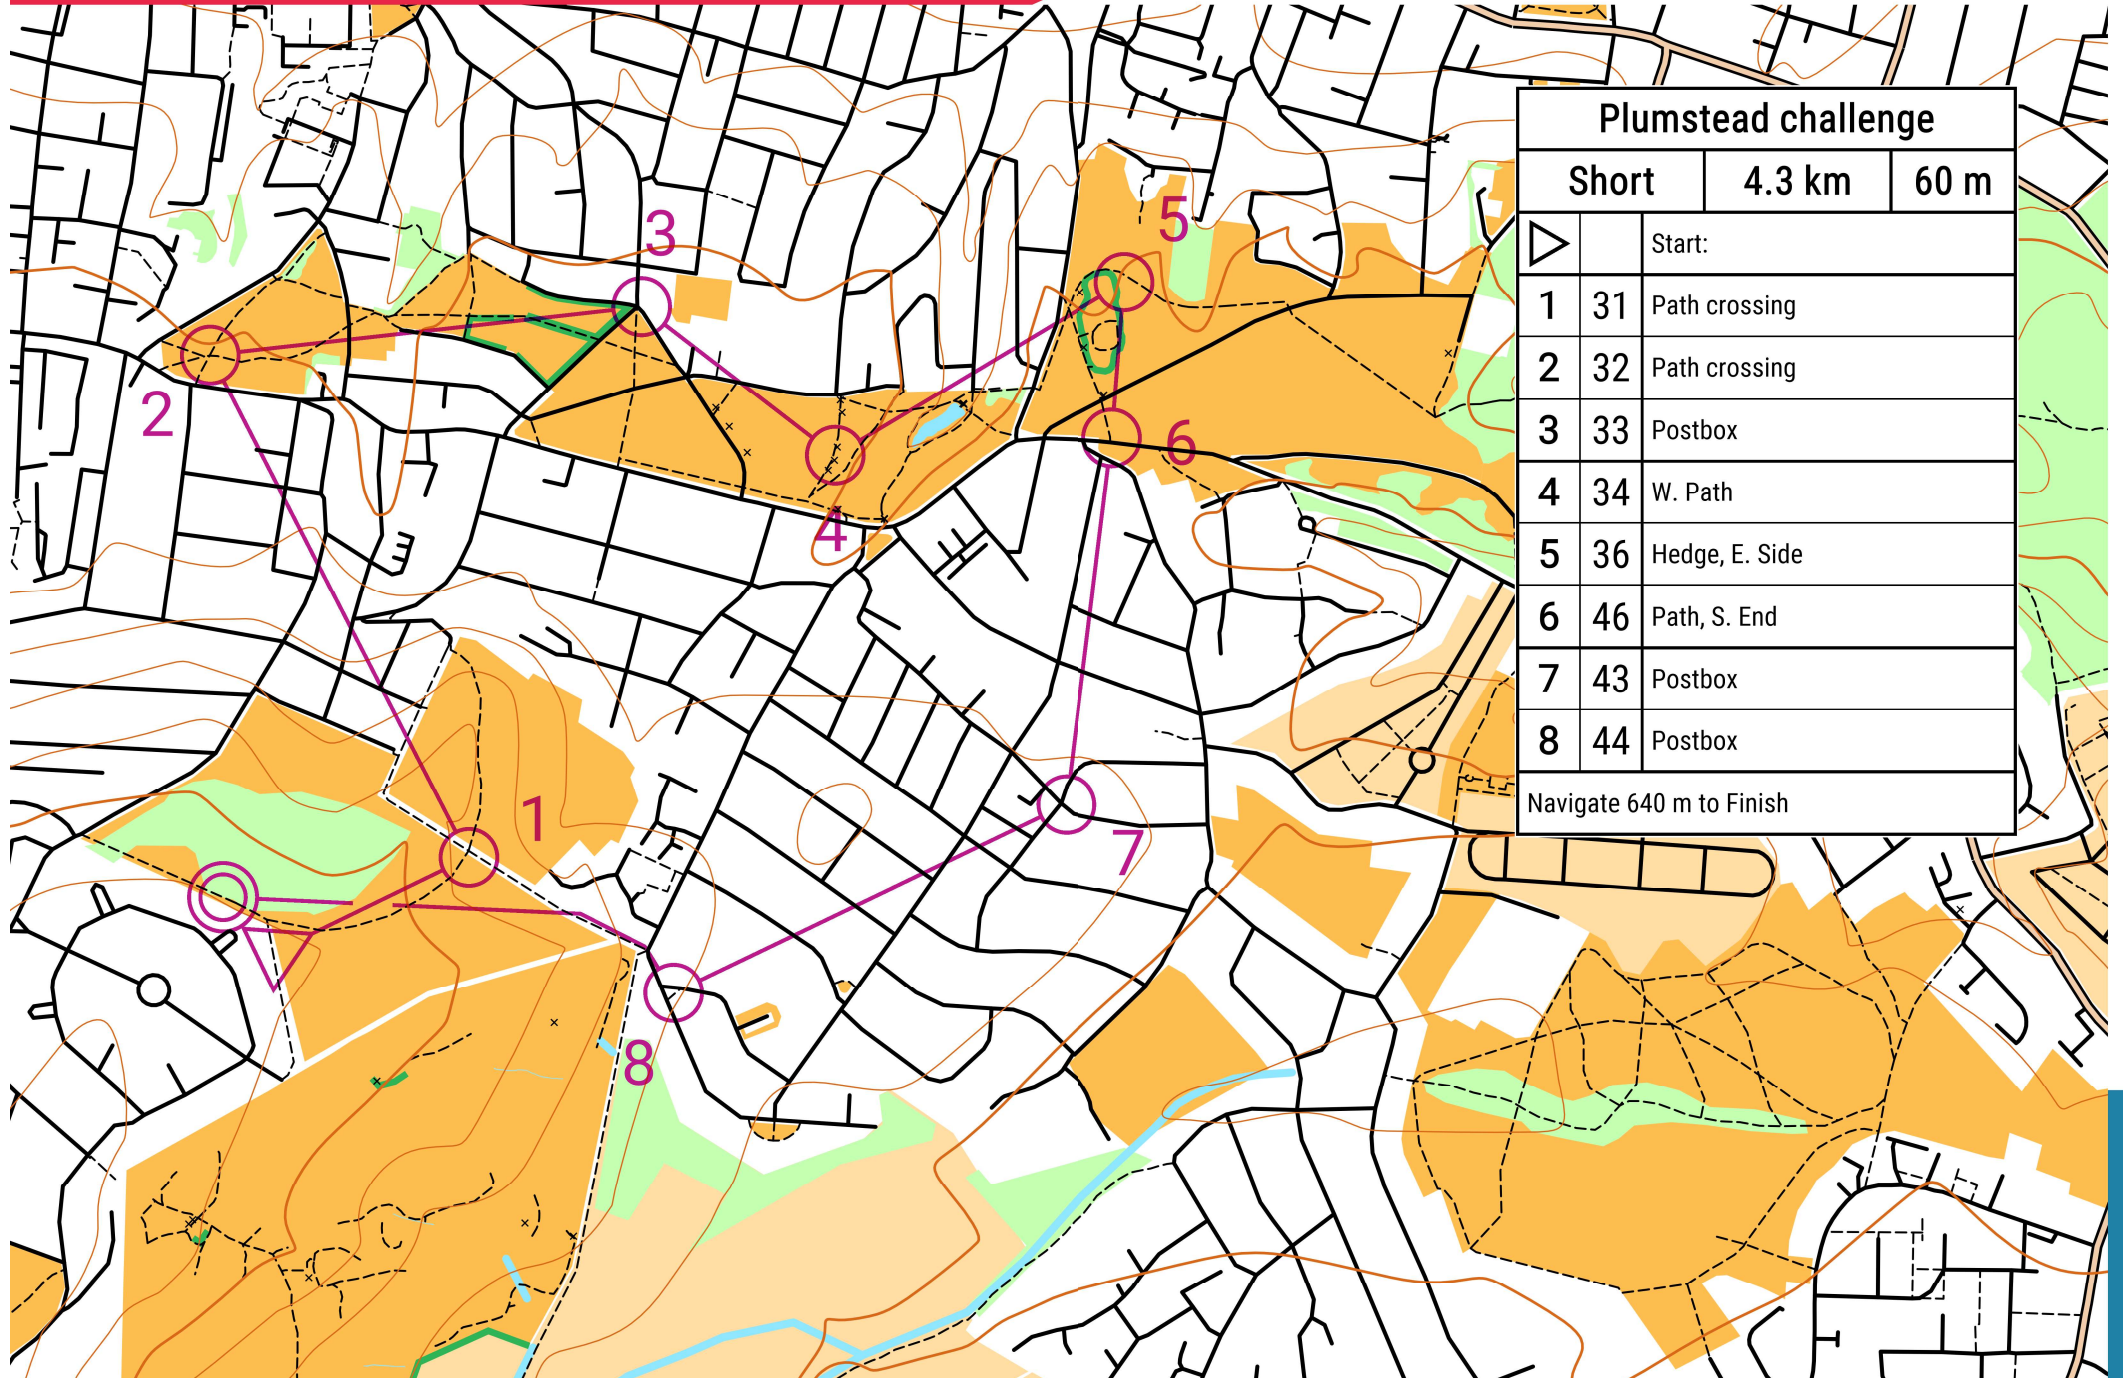 Plumstead challenge
Short 4.3 km 60 m
Start:
1 31 Path crossing
2 32 Path crossing
3 33 Postbox
4 34 W. Path
5 36 Hedge, E. Side
6 46 Path, S. End
7 43 Postbox
8 44 Postbox
Navigate 640 m to Finish
5
3
2
6
4
1
7
8